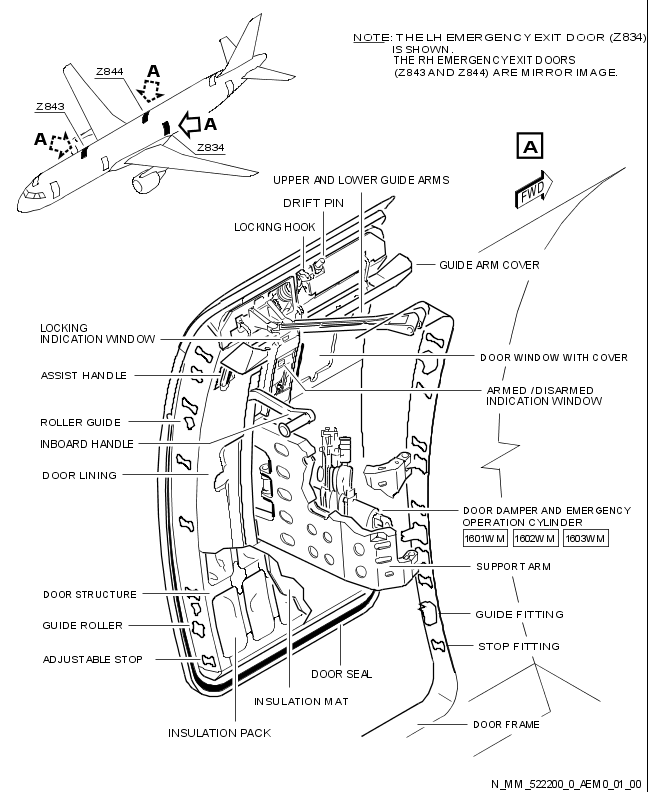 NOTE: THE LH EMERGENCY EXIT DOOR (Z834)
IS SHOWN.
THE RH EMERGENCY EXIT DOORS
(Z843 AND Z844) ARE MIRROR IMAGE.
A
Z844
Z843
A
A
Z834
A
FWD
UPPER AND LOWER GUIDE ARMS
DRIFT PIN
LOCKING HOOK
GUIDE ARM COVER
LOCKING
INDICATION WINDOW
DOOR WINDOW WITH COVER
ASSIST HANDLE
ARMED /DISARMED
INDICATION WINDOW
ROLLER GUIDE
INBOARD HANDLE
DOOR LINING
DOOR DAMPER AND EMERGENCY
OPERATION CYLINDER
1601WM 1602WM 1603WM
SUPPORT ARM
DOOR STRUCTURE
GUIDE FITTING
GUIDE ROLLER
STOP FITTING
ADJUSTABLE STOP
DOOR SEAL
INSULATION MAT
INSULATION PACK
DOOR FRAME
N_MM_522200_0_AEM0_01_00